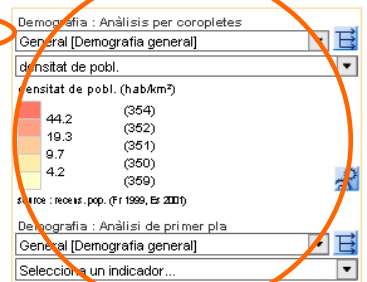 Demografia : Anàlisis per coropletes
General [Demografia general]
densitat de pobl.
densitat de pobl. (hab/km²)
(354)
44.2
(352)
19.3
(351)
9.7
(350)
4.2
(359)
source : recens. pop. (Fr 1999, Es 2001)
Demografia : Anàlisi de primer pla
General [Demografia general]
Selecciona un indicador...